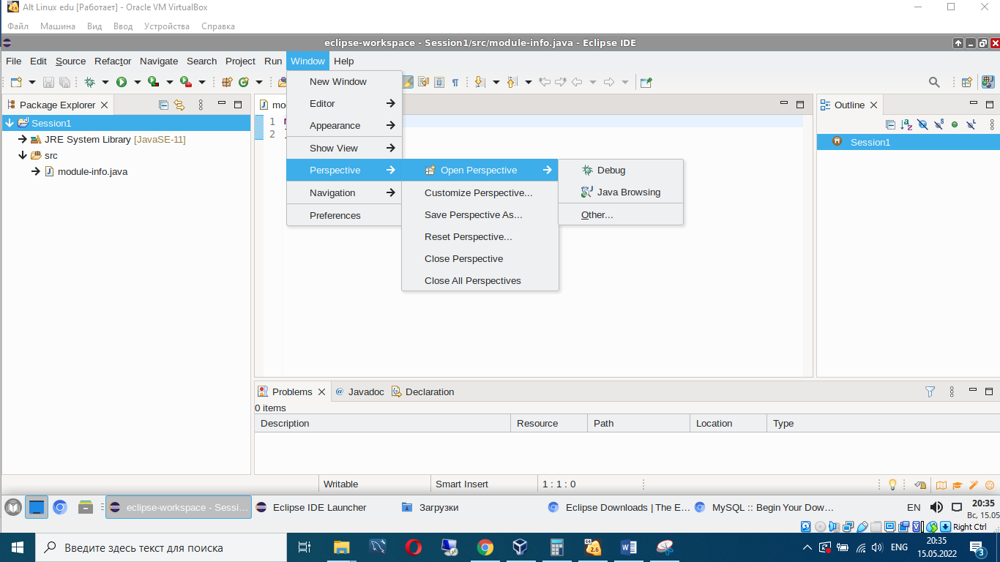 Alt Linux edu [Работает] - Oracle VM VirtualBox
Файл Машина Вид Ввод Устройства Справка
eclipse-workspace - Session1/src/module-info.java - Eclipse IDE
File Edit Source Refactor Navigate Search Project Run Window Help
Package Explorer
Session1
JRE System Library [JavaSE-11]
src
module-info.java
1
2
New Window
Editor
Appearance
Show View
Perspective
Navigation
Preferences
Open Perspective
Customize Perspective...
Save Perspective As...
Reset Perspective...
Close Perspective
Close All Perspectives
Debug
Java Browsing
Other...
Outline
Session1
Problems Javadoc Declaration
0 items
Description Resource Path Location Type
Writable Smart Insert 1 : 1 : 0
eclipse-workspace - Sessi... Eclipse IDE Launcher Загрузки Eclipse Downloads | The E... MySQL :: Begin Your Dow... EN 20:35
Вс, 15.05
Right Ctrl
Введите здесь текст для поиска
ENG
20:35
15.05.2022
3